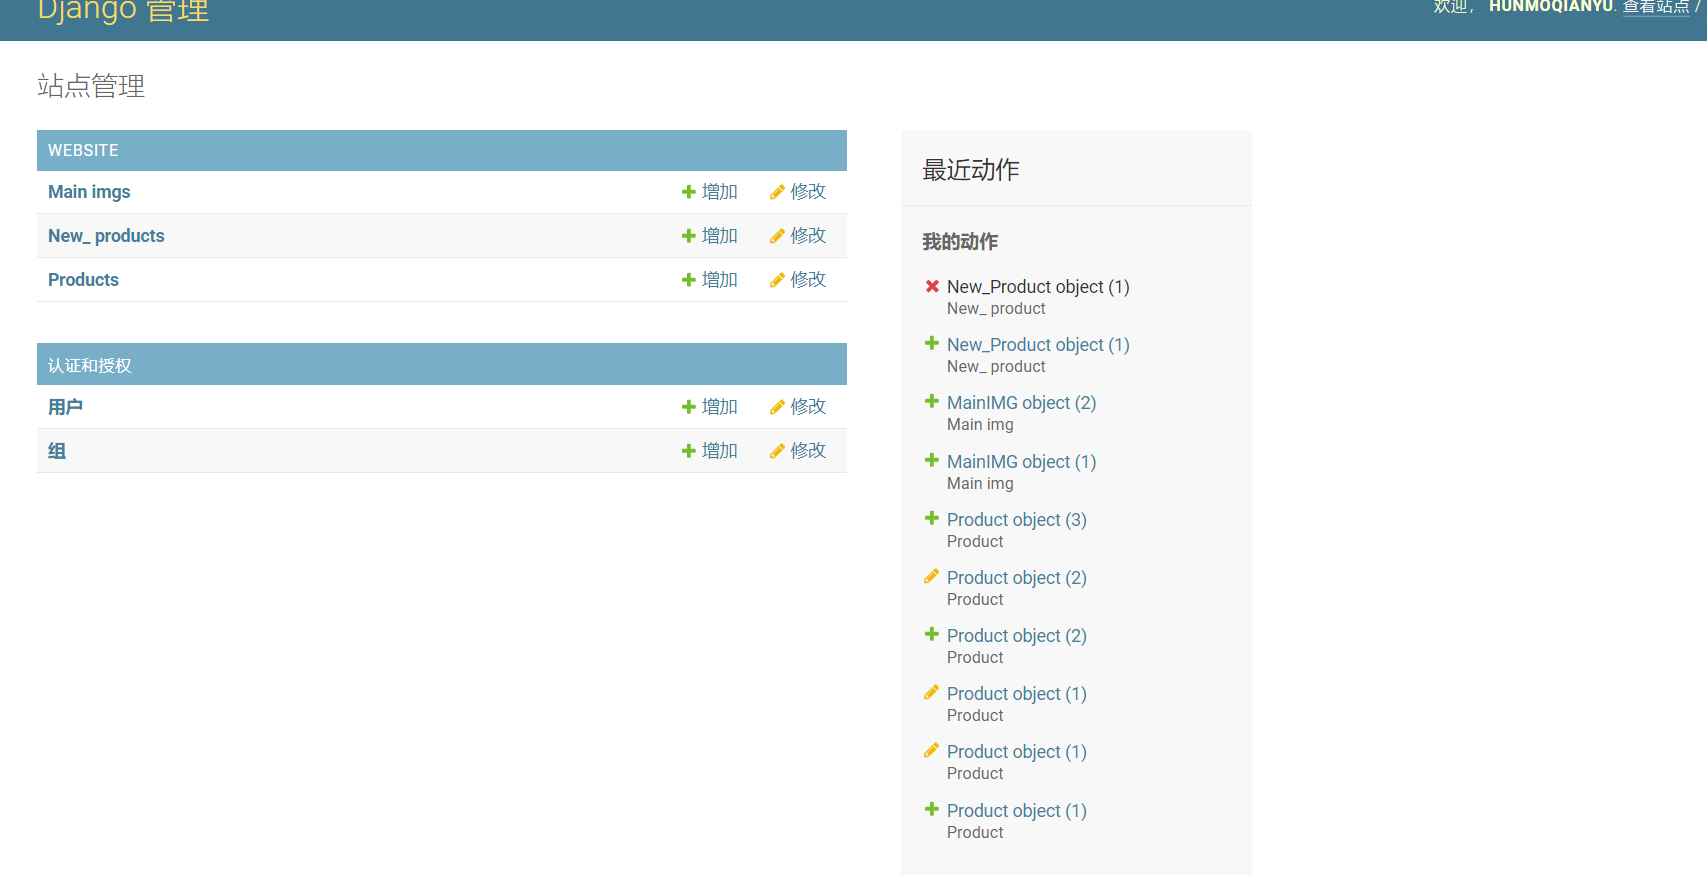 Django 管理
欢迎， HUNMOQIANYU. 查看站点 /
站点管理
WEBSITE
Main imgs 增加 修改
New_ products 增加 修改
Products 增加 修改
认证和授权
用户 增加 修改
组 增加 修改
最近动作
我的动作
New_Product object (1)
New_ product
New_Product object (1)
New_ product
MainIMG object (2)
Main img
MainIMG object (1)
Main img
Product object (3)
Product
Product object (2)
Product
Product object (2)
Product
Product object (1)
Product
Product object (1)
Product
Product object (1)
Product